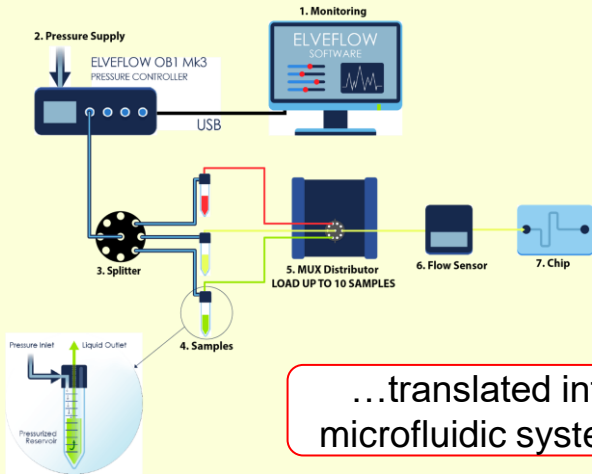 1. Monitoring
2. Pressure Supply
ELVEFLOW
SOFTWARE
ELVEFLOW OB1 Mk3
PRESSURE CONTROLLER
USB
3. Splitter
5. MUX Distributor
LOAD UP TO 10 SAMPLES
6. Flow Sensor
7. Chip
4. Samples
Pressure Inlet
Liquid Outlet
Pressurized
Reservoir
…translated
microfluidic